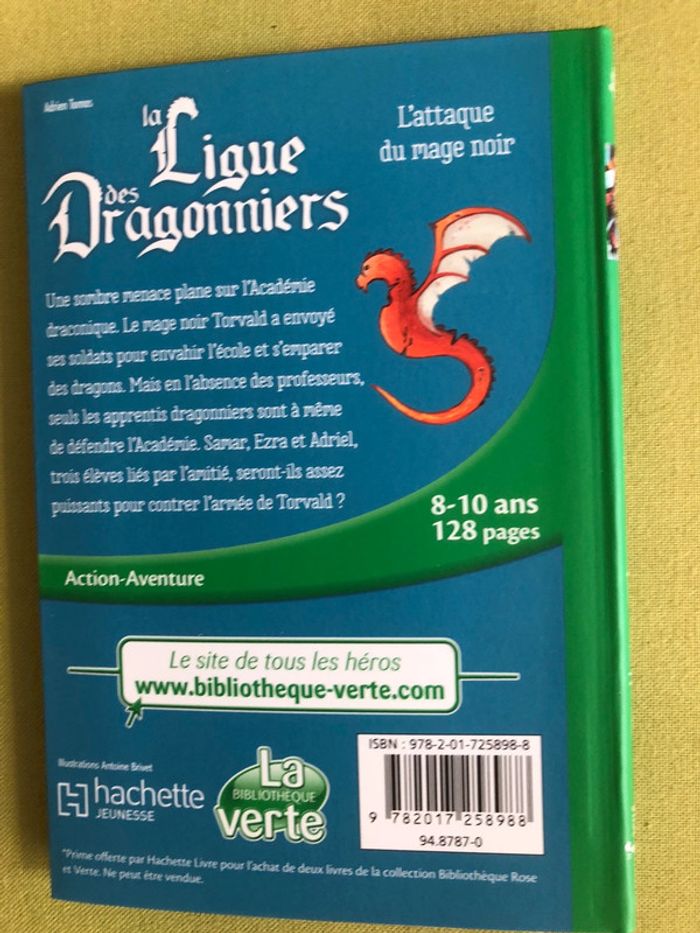 Adrien Tomas
la
Ligue
des
Dragonniers
L'attaque
du mage noir
Une sombre menace plane sur l'Académie
draconique. Le mage noir Torvald a envoyé
ses soldats pour envahir l'école et s'emparer
des dragons. Mais en l'absence des professeurs,
seuls les apprentis dragonniers sont à même
de défendre l'Académie. Samar, Ezra et Adriel,
trois élèves liés par l'amitié, seront-ils assez
puissants pour contrer l'armée de Torvald ?
8-10 ans
128 pages
Action-Aventure
Le site de tous les héros
www.bibliotheque-verte.com
Illustrations Antoine Brivet
hachette
JEUNESSE
La
BIBLIOTHÈQUE
verte
ISBN : 978-2-01-725898-8
9 782017 258988
94.8787-0
*Prime offerte par Hachette Livre pour l'achat de deux livres de la collection Bibliothèque Rose
et Verte. Ne peut être vendue.